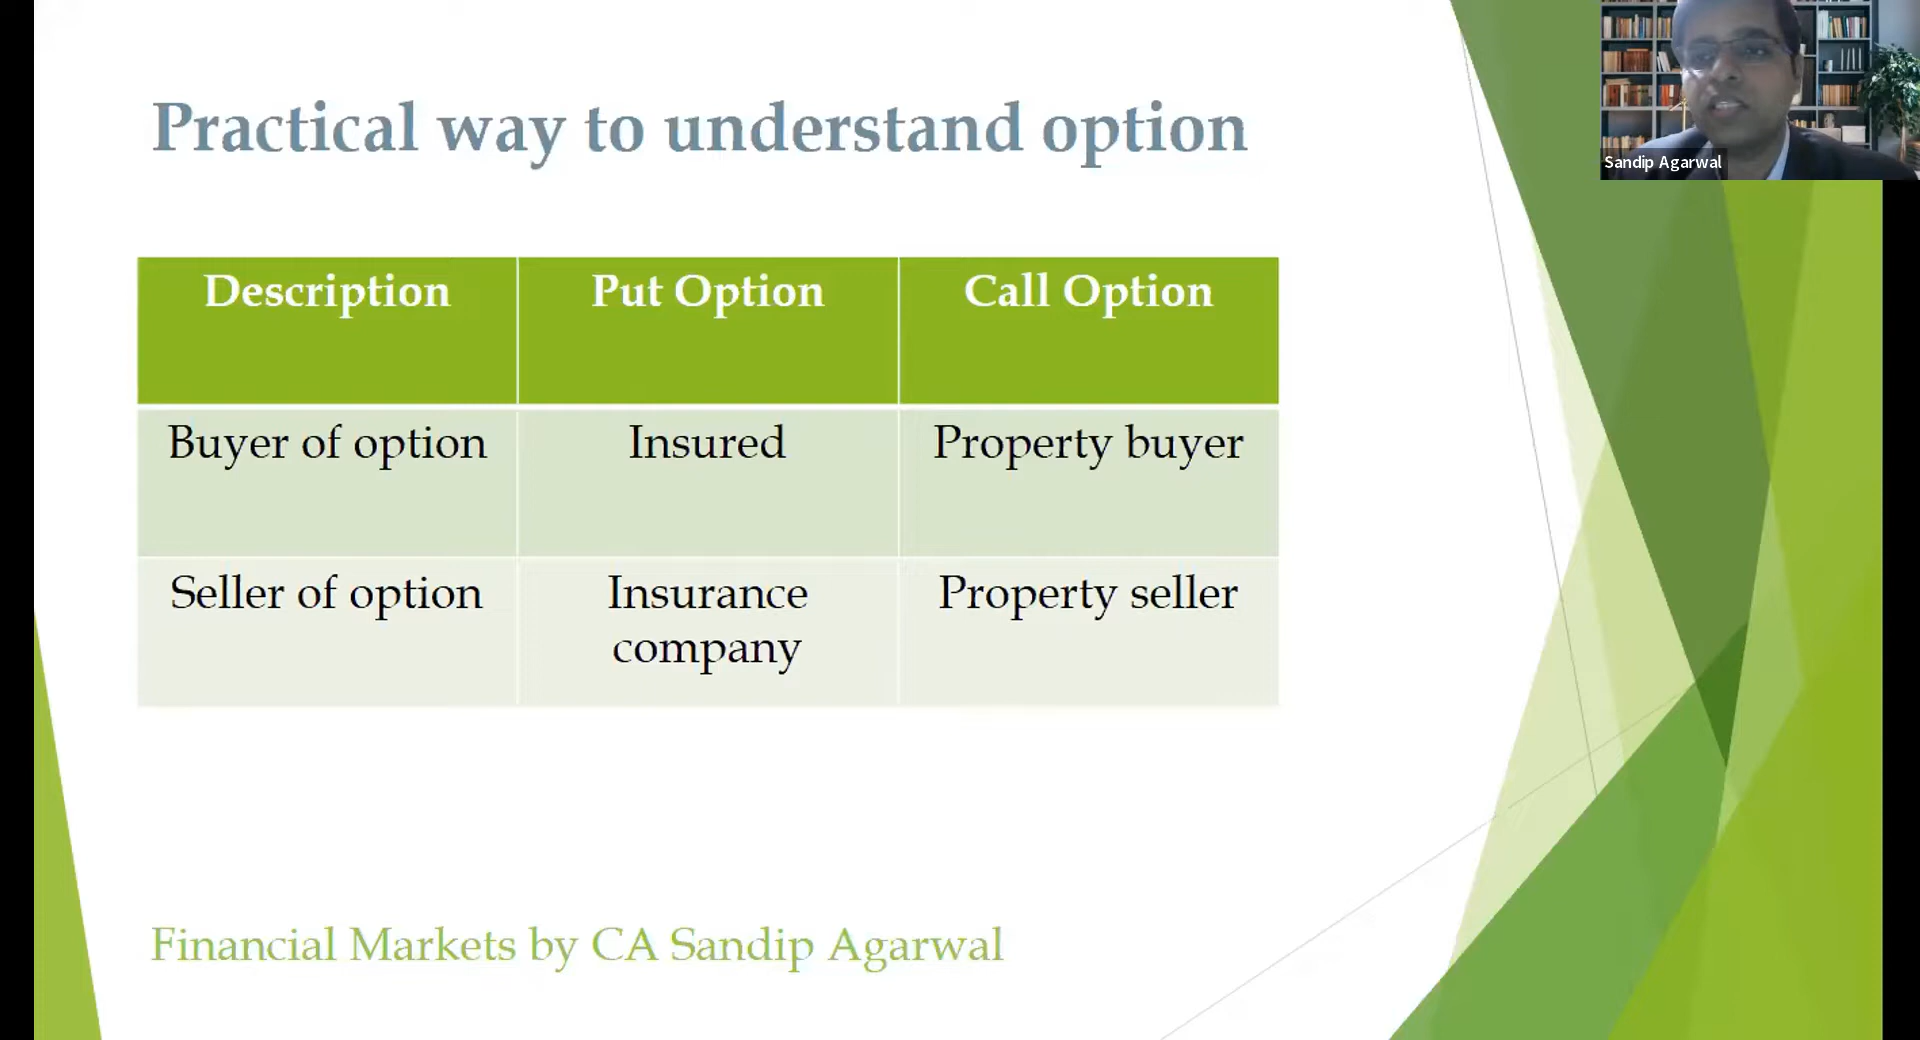 Sandip Agarwal
Practical way to understand option
Description Put Option Call Option
Buyer of option Insured Property buyer
Seller of option Insurance company Property seller
Financial Markets by CA Sandip Agarwal